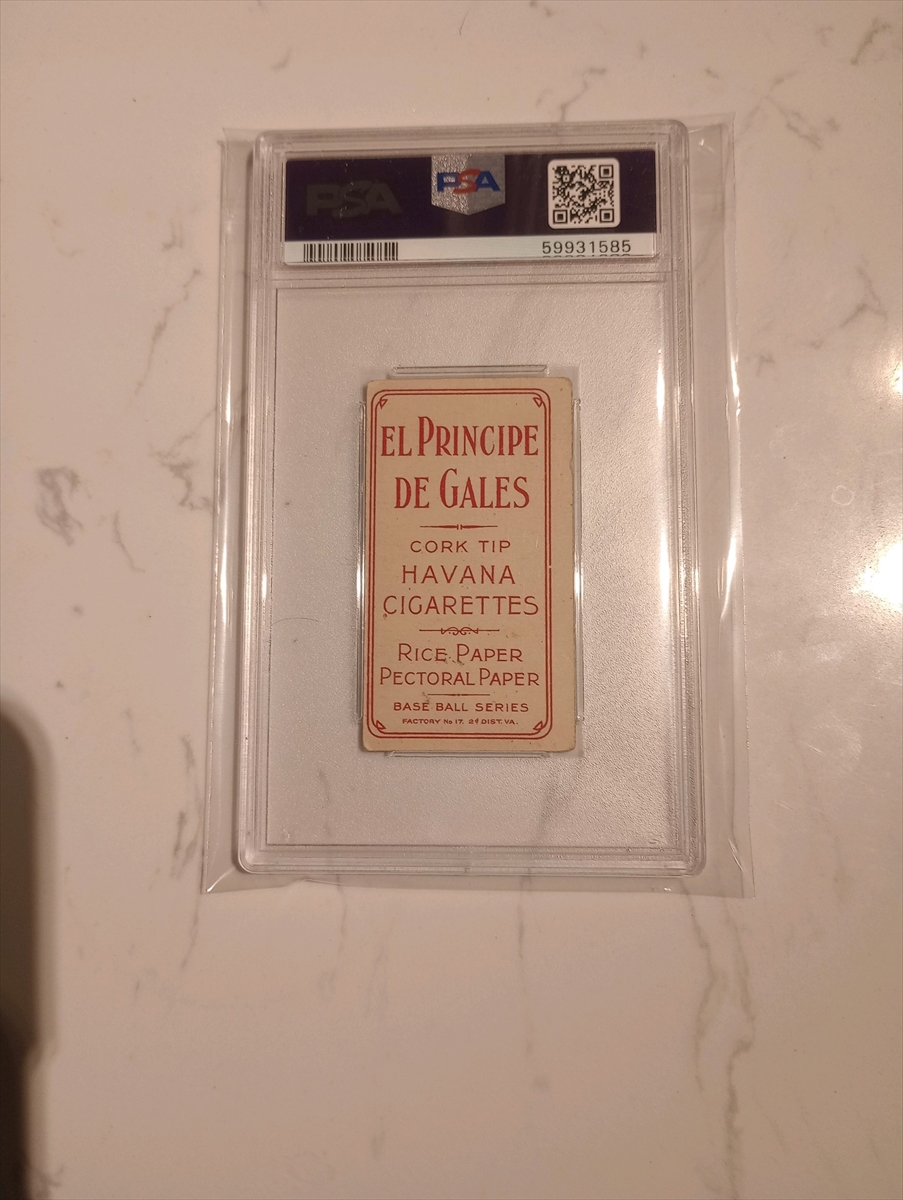 PSA
PSA
59931585
EL PRINCIPE
DE GALES
CORK TIP
HAVANA
CIGARETTES
RICE PAPER
PECTORAL PAPER
BASE BALL SERIES
FACTORY No 17. 2d DIST. VA.